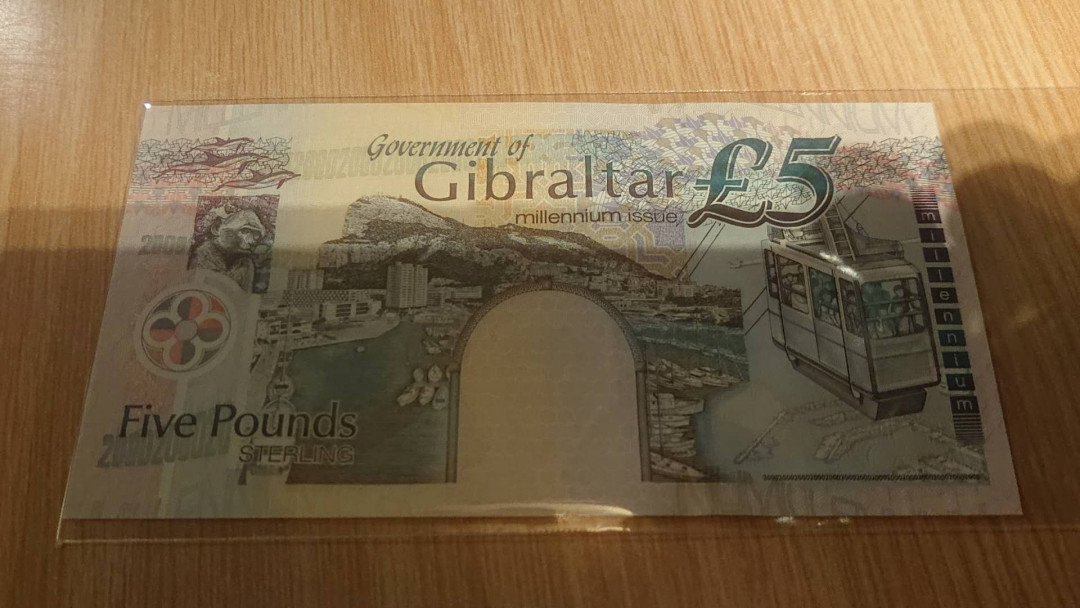 Government of
Gibraltar
millennium issue
£5
millennium
Five Pounds
STERLING